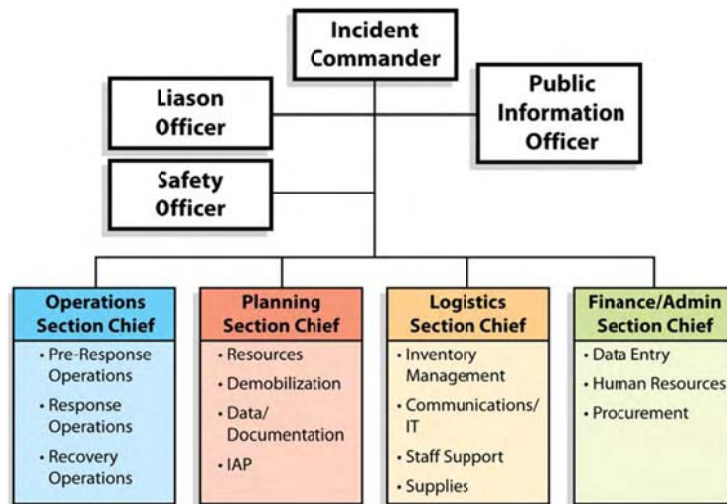 Incident
Commander
Liason
Officer
Public
Information
Officer
Safety
Officer
Operations
Section Chief
• Pre-Response
Operations
• Response
Operations
• Recovery
Operations
Planning
Section Chief
• Resources
• Demobilization
• Data/
Documentation
• IAP
Logistics
Section Chief
• Inventory
Management
• Communications/
IT
• Staff Support
• Supplies
Finance/Admin
Section Chief
• Data Entry
• Human Resources
• Procurement